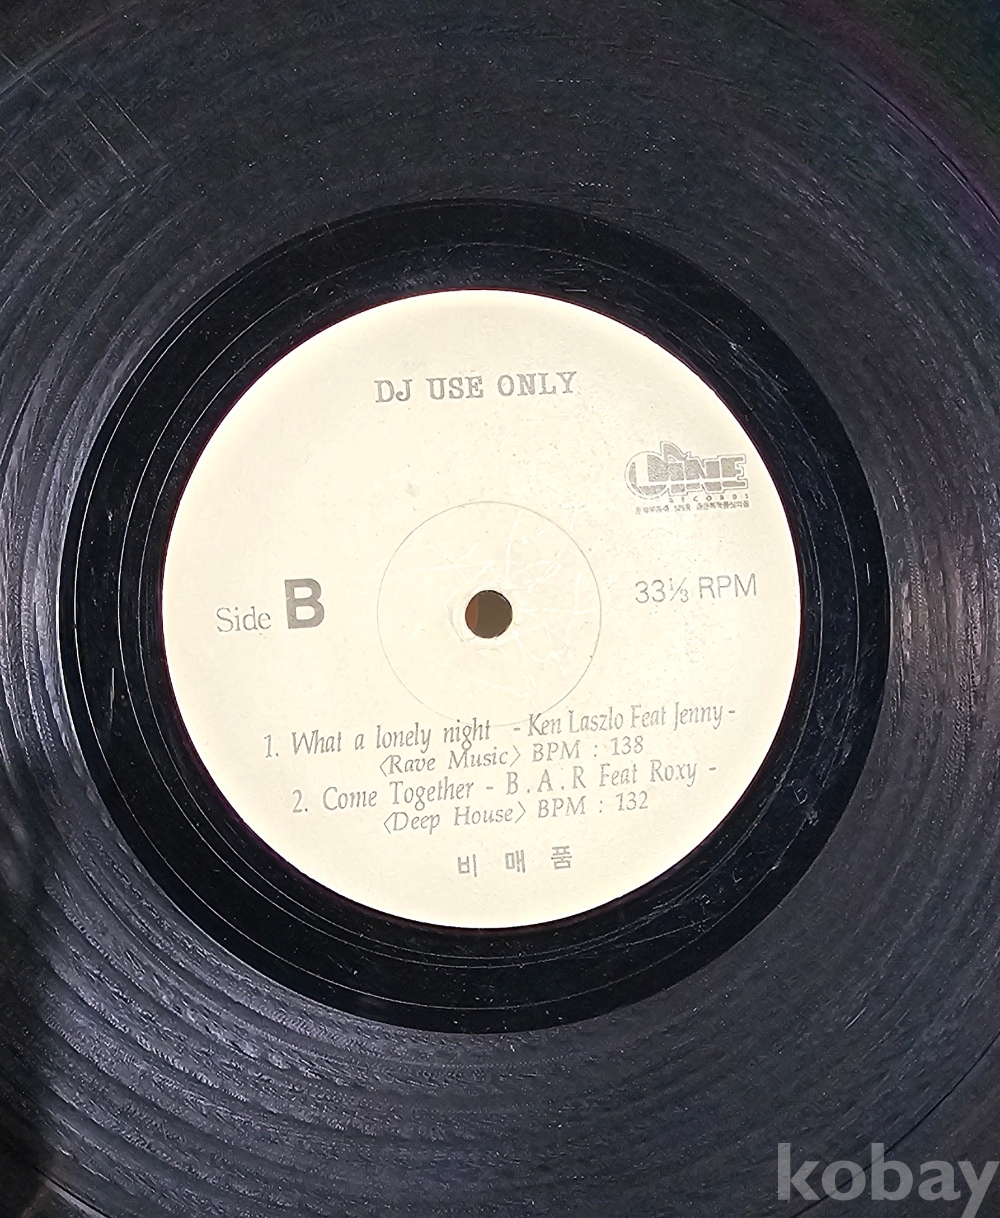 DJ USE ONLY
LINE
RECORDS
Side B
33⅓ RPM
1. What a lonely night - Ken Laszlo Feat Jenny -
<Rave Music> BPM : 138
2. Come Together - B.A.R Feat Roxy -
<Deep House> BPM : 132
비 매 품
kobay